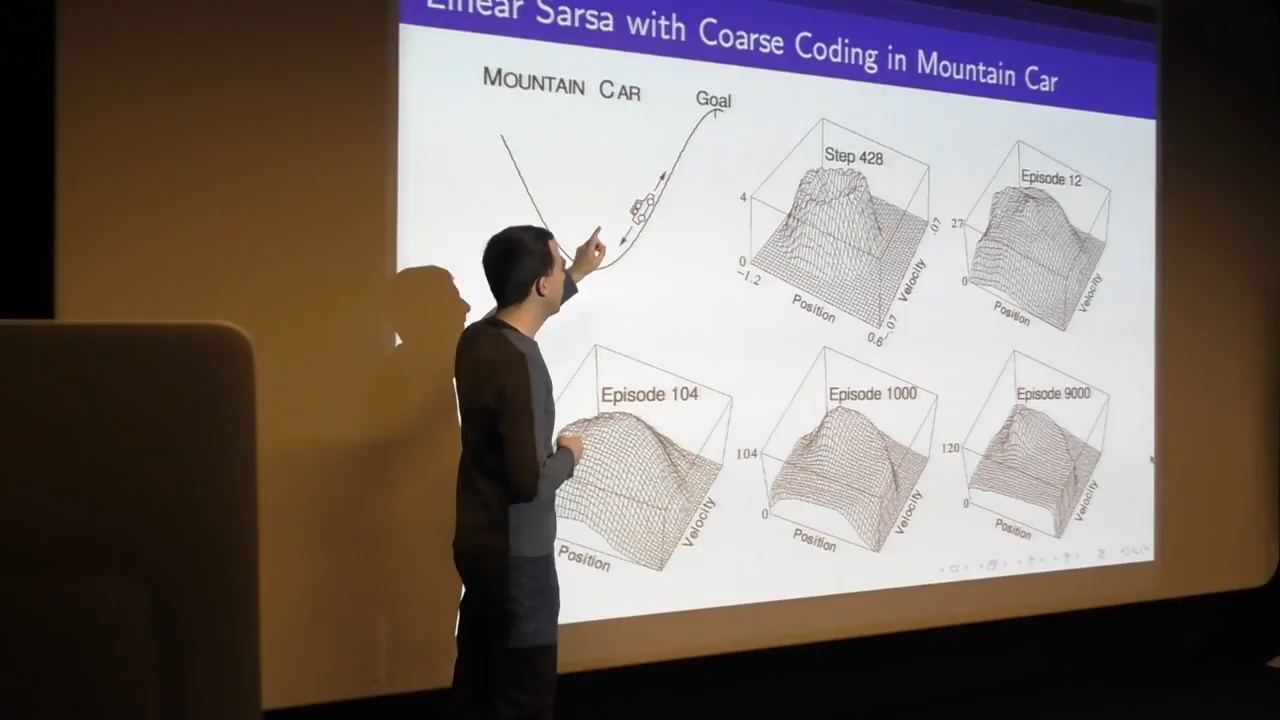 Linear Sarsa with Coarse Coding in Mountain Car
MOUNTAIN CAR
Goal
Step 428
4
0
−1.2
Position
0.6
−.07
Velocity
.07
Episode 12
27
0
Position
Velocity
Episode 104
Position
Velocity
Episode 1000
104
0
Position
Velocity
Episode 9000
120
0
Position
Velocity